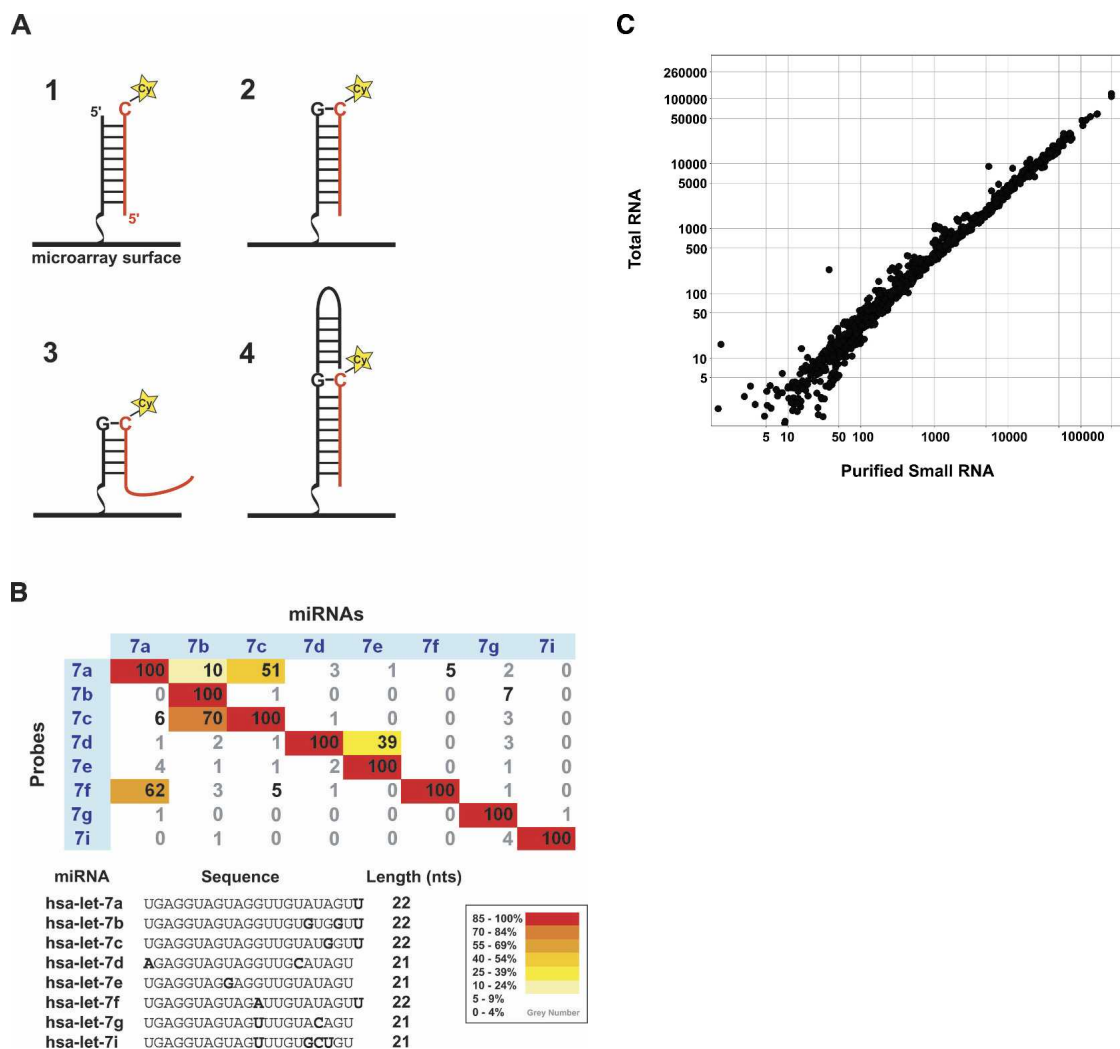 A
1
Cy
5'
C
5'
microarray surface
2
Cy
G C
3
Cy
G C
4
Cy
G C
B
miRNAs
7a 7b 7c 7d 7e 7f 7g 7i
Probes
7a 100 10 51 3 1 5 2 0
7b 0 100 1 0 0 0 7 0
7c 6 70 100 1 0 0 3 0
7d 1 2 1 100 39 0 3 0
7e 4 1 1 2 100 0 1 0
7f 62 3 5 1 0 100 1 0
7g 1 0 0 0 0 0 100 1
7i 0 1 0 0 0 0 4 100
miRNA Sequence Length (nts)
hsa-let-7a UGAGGUAGUAGGUUGUAUAGUU 22
hsa-let-7b UGAGGUAGUAGGUUGUGUGGUU 22
hsa-let-7c UGAGGUAGUAGGUUGUAUGGUU 22
hsa-let-7d AGAGGUAGUAGGUUGCAUAGU 21
hsa-let-7e UGAGGUAGGAGGUUGUAUAGU 21
hsa-let-7f UGAGGUAGUAGAUUGUAUAGUU 22
hsa-let-7g UGAGGUAGUAGUUUGUACAGU 21
hsa-let-7i UGAGGUAGUAGUUUGUGCUGU 21
85 - 100%
70 - 84%
55 - 69%
40 - 54%
25 - 39%
10 - 24%
5 - 9%
0 - 4% Grey Number
C
Total RNA
260000
100000
50000
10000
5000
1000
500
100
50
10
5
5 10 50 100 1000 10000 100000
Purified Small RNA